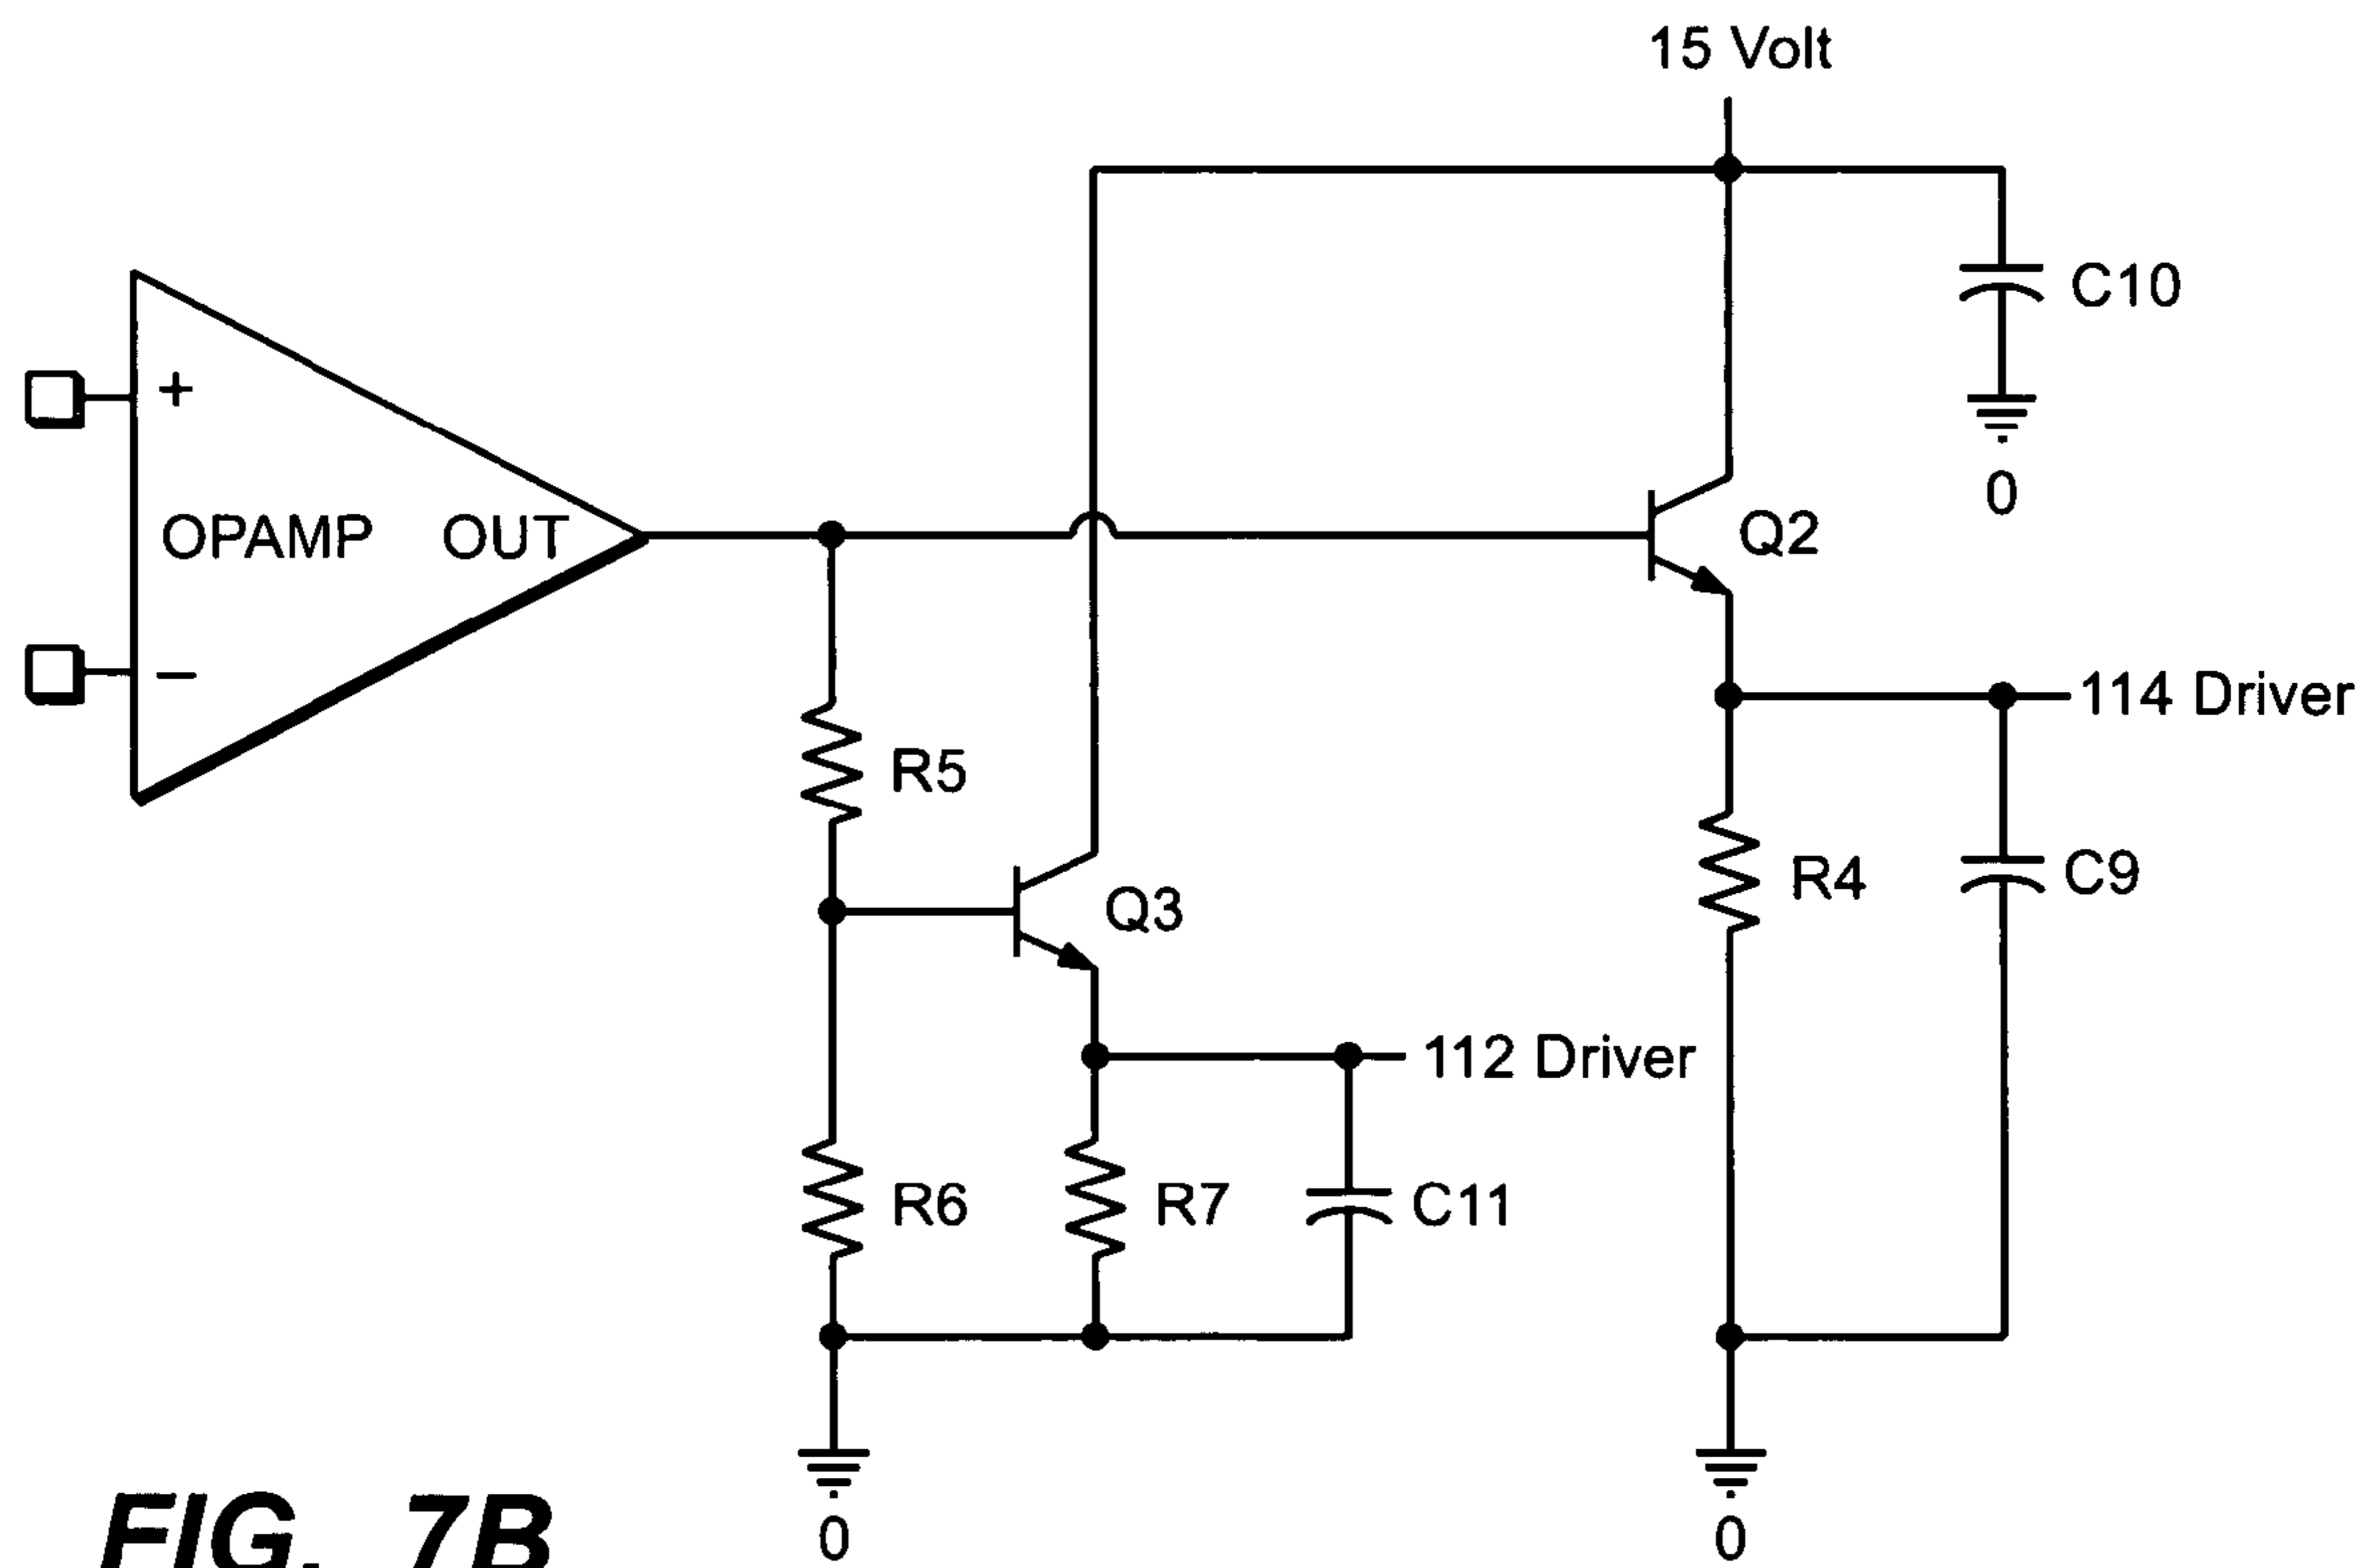 15 Volt
C10
+
OPAMP OUT
Q2
0
−
114 Driver
R5
R4
C9
Q3
112 Driver
R6
R7
C11
0
0
FIG. 7B